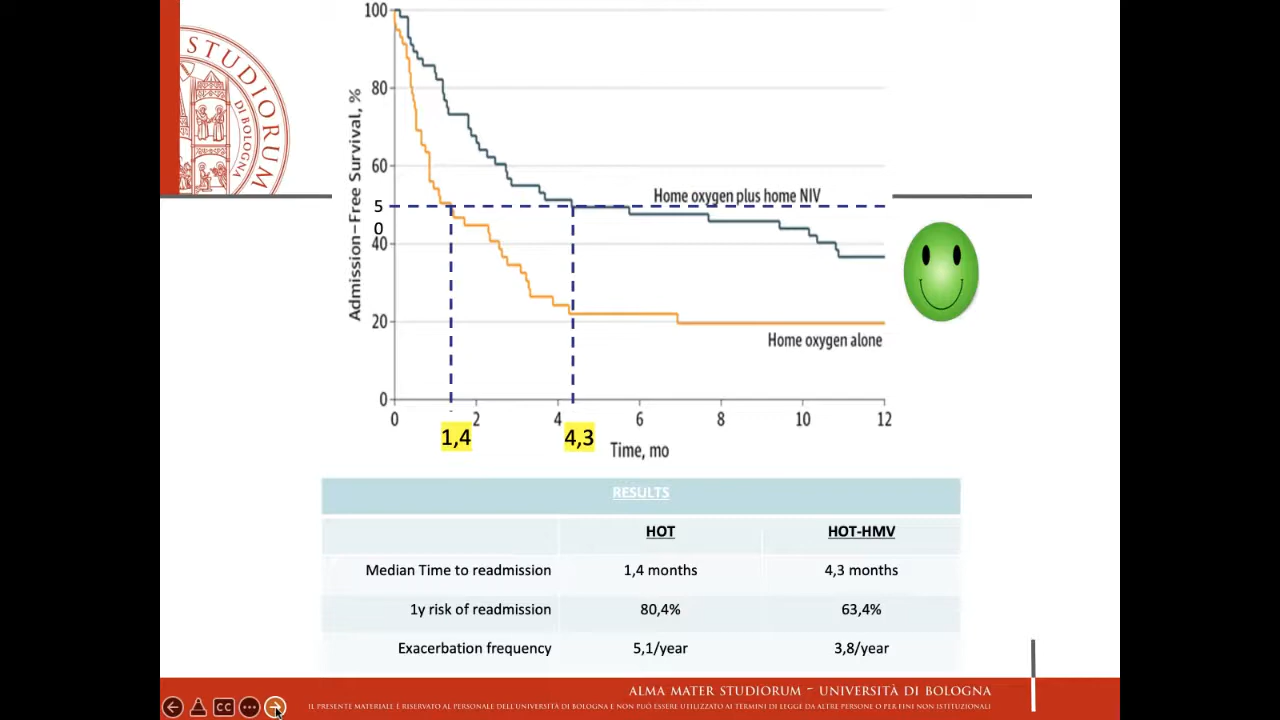 STUDIORUM
DI BOLOGNA
100
80
60
5
0
40
20
0
Admission-Free Survival, %
Home oxygen plus home NIV
Home oxygen alone
0 2 4 6 8 10 12
1,4 4,3
Time, mo
RESULTS
HOT HOT-HMV
Median Time to readmission 1,4 months 4,3 months
1y risk of readmission 80,4% 63,4%
Exacerbation frequency 5,1/year 3,8/year
ALMA MATER STUDIORUM ~ UNIVERSITÀ DI BOLOGNA
IL PRESENTE MATERIALE È RISERVATO AL PERSONALE DELL'UNIVERSITÀ DI BOLOGNA E NON PUÒ ESSERE UTILIZZATO AI TERMINI DI LEGGE DA ALTRE PERSONE O PER FINI NON ISTITUZIONALI
CC